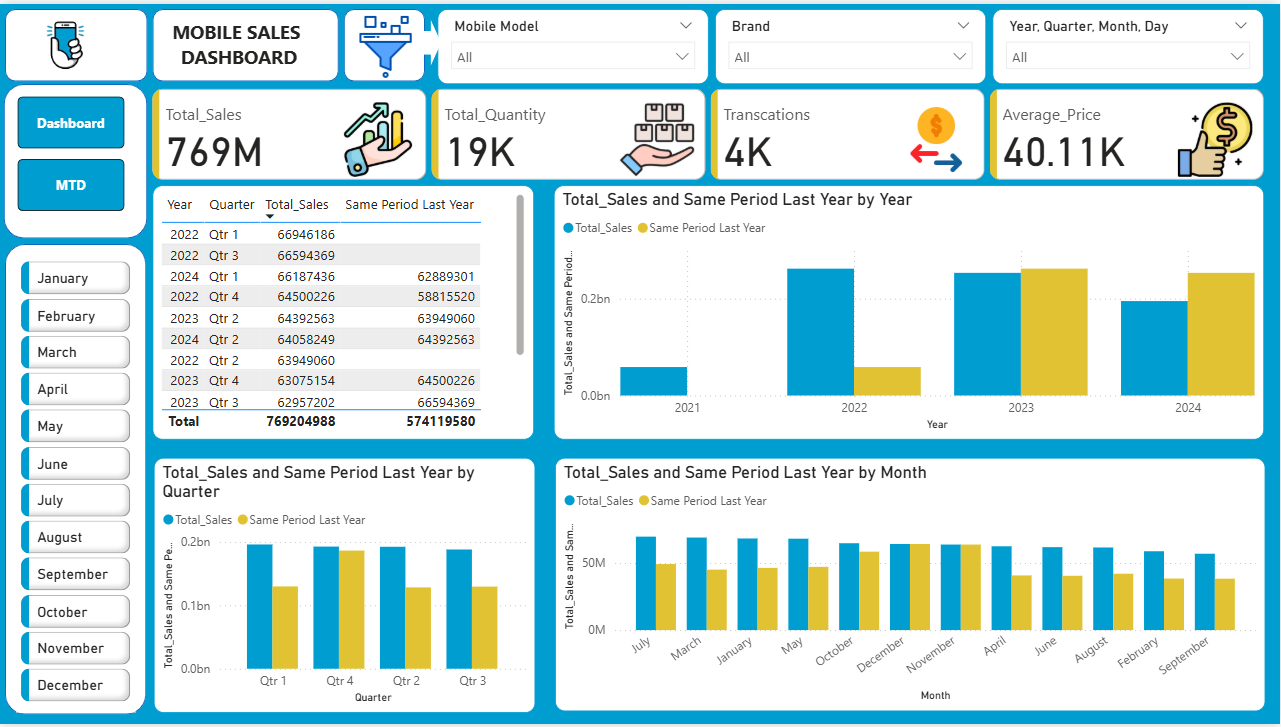 MOBILE SALES
DASHBOARD
Mobile Model
All
Brand
All
Year, Quarter, Month, Day
All
Dashboard
MTD
Total_Sales
769M
Total_Quantity
19K
Transcations
4K
Average_Price
40.11K
January
February
March
April
May
June
July
August
September
October
November
December
Year Quarter Total_Sales Same Period Last Year
2022 Qtr 1 66946186
2022 Qtr 3 66594369
2024 Qtr 1 66187436 62889301
2022 Qtr 4 64500226 58815520
2023 Qtr 2 64392563 63949060
2024 Qtr 2 64058249 64392563
2022 Qtr 2 63949060
2023 Qtr 4 63075154 64500226
2023 Qtr 3 62957202 66594369
Total 769204988 574119580
Total_Sales and Same Period Last Year by Year
Total_Sales Same Period Last Year
Total_Sales and Same Period...
0.2bn
0.0bn
2021 2022 2023 2024
Year
Total_Sales and Same Period Last Year by
Quarter
Total_Sales Same Period Last Year
Total_Sales and Same Pe...
0.2bn
0.1bn
0.0bn
Qtr 1 Qtr 4 Qtr 2 Qtr 3
Quarter
Total_Sales and Same Period Last Year by Month
Total_Sales Same Period Last Year
Total_Sales and Sam...
50M
0M
July March January May October December November April June August February September
Month